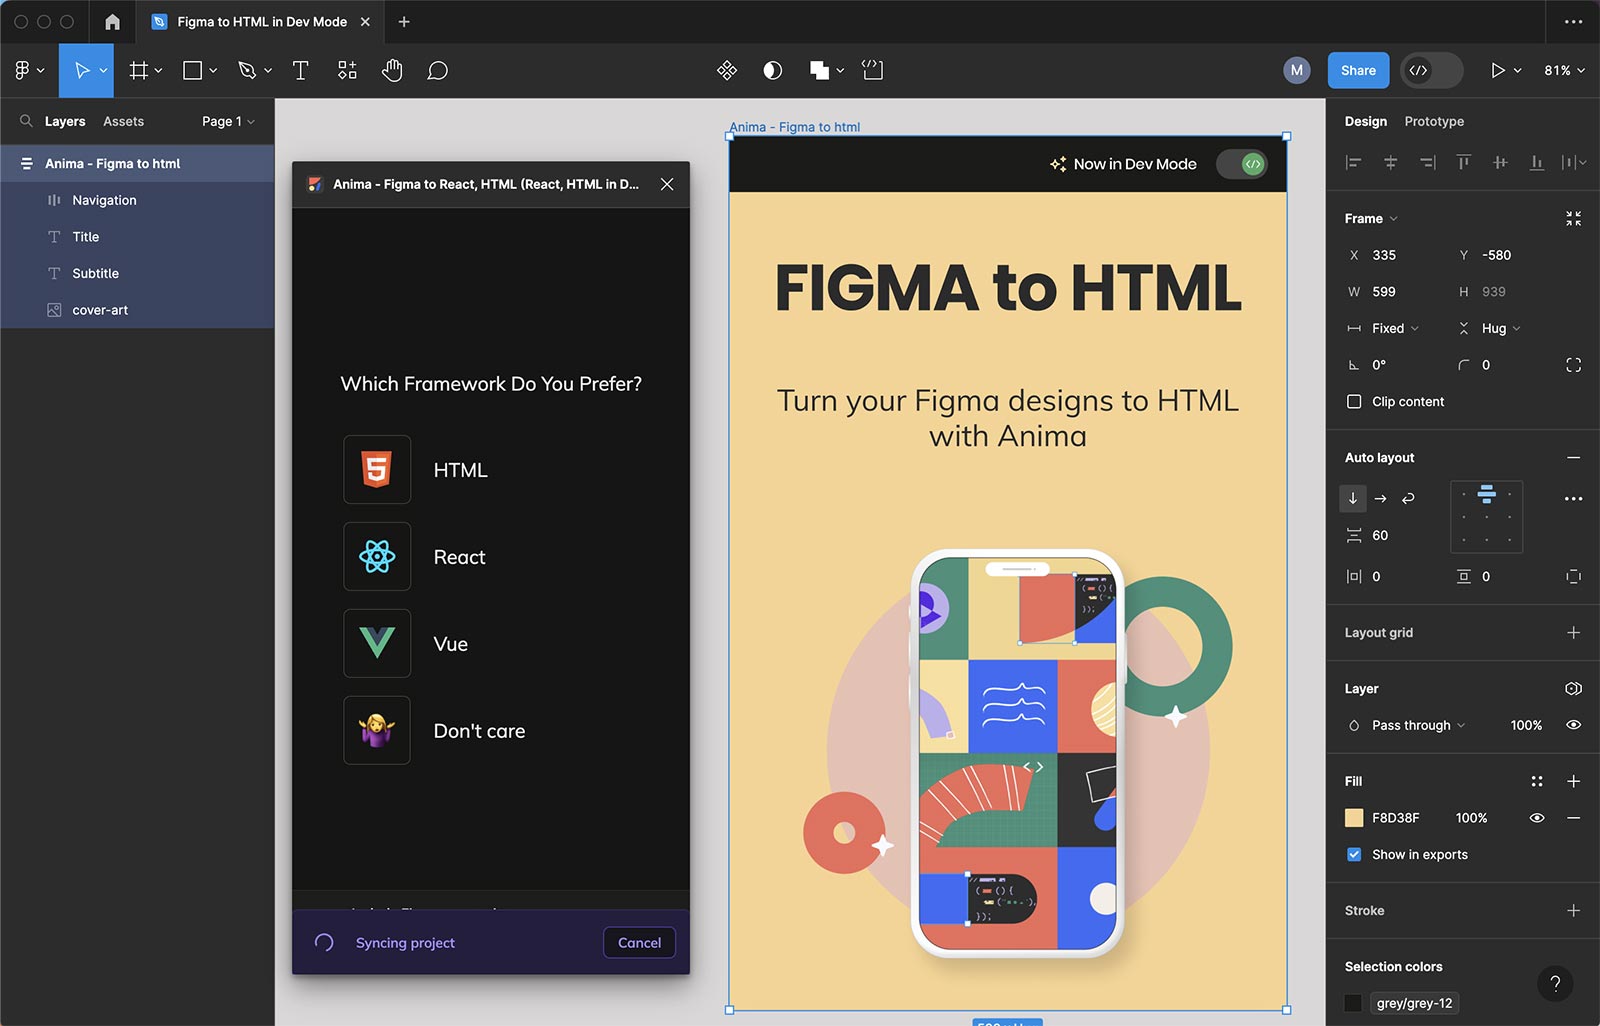 Figma to HTML in Dev Mode
M
Share
81%
Layers
Assets
Page 1
Anima - Figma to html
Navigation
Title
Subtitle
cover-art
Anima - Figma to React, HTML (React, HTML in D...
Which Framework Do You Prefer?
HTML
React
Vue
Don't care
Syncing project
Cancel
Anima - Figma to html
Now in Dev Mode
FIGMA to HTML
Turn your Figma designs to HTML
with Anima
Design
Prototype
Frame
X 335
Y -580
W 599
H 939
Fixed
Hug
0°
0
Clip content
Auto layout
60
0
0
Layout grid
Layer
Pass through
100%
Fill
F8D38F
100%
Show in exports
Stroke
Selection colors
grey/grey-12
?